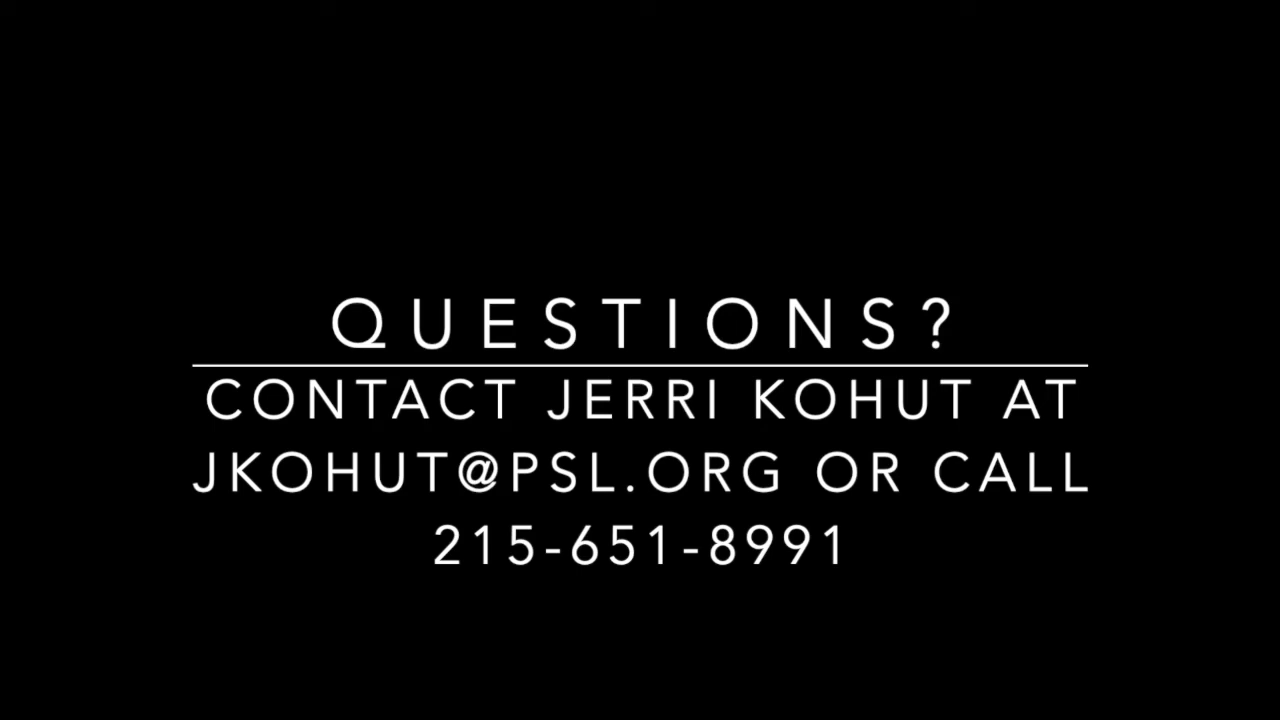 QUESTIONS?
CONTACT JERRI KOHUT AT
JKOHUT@PSL.ORG OR CALL
215-651-8991